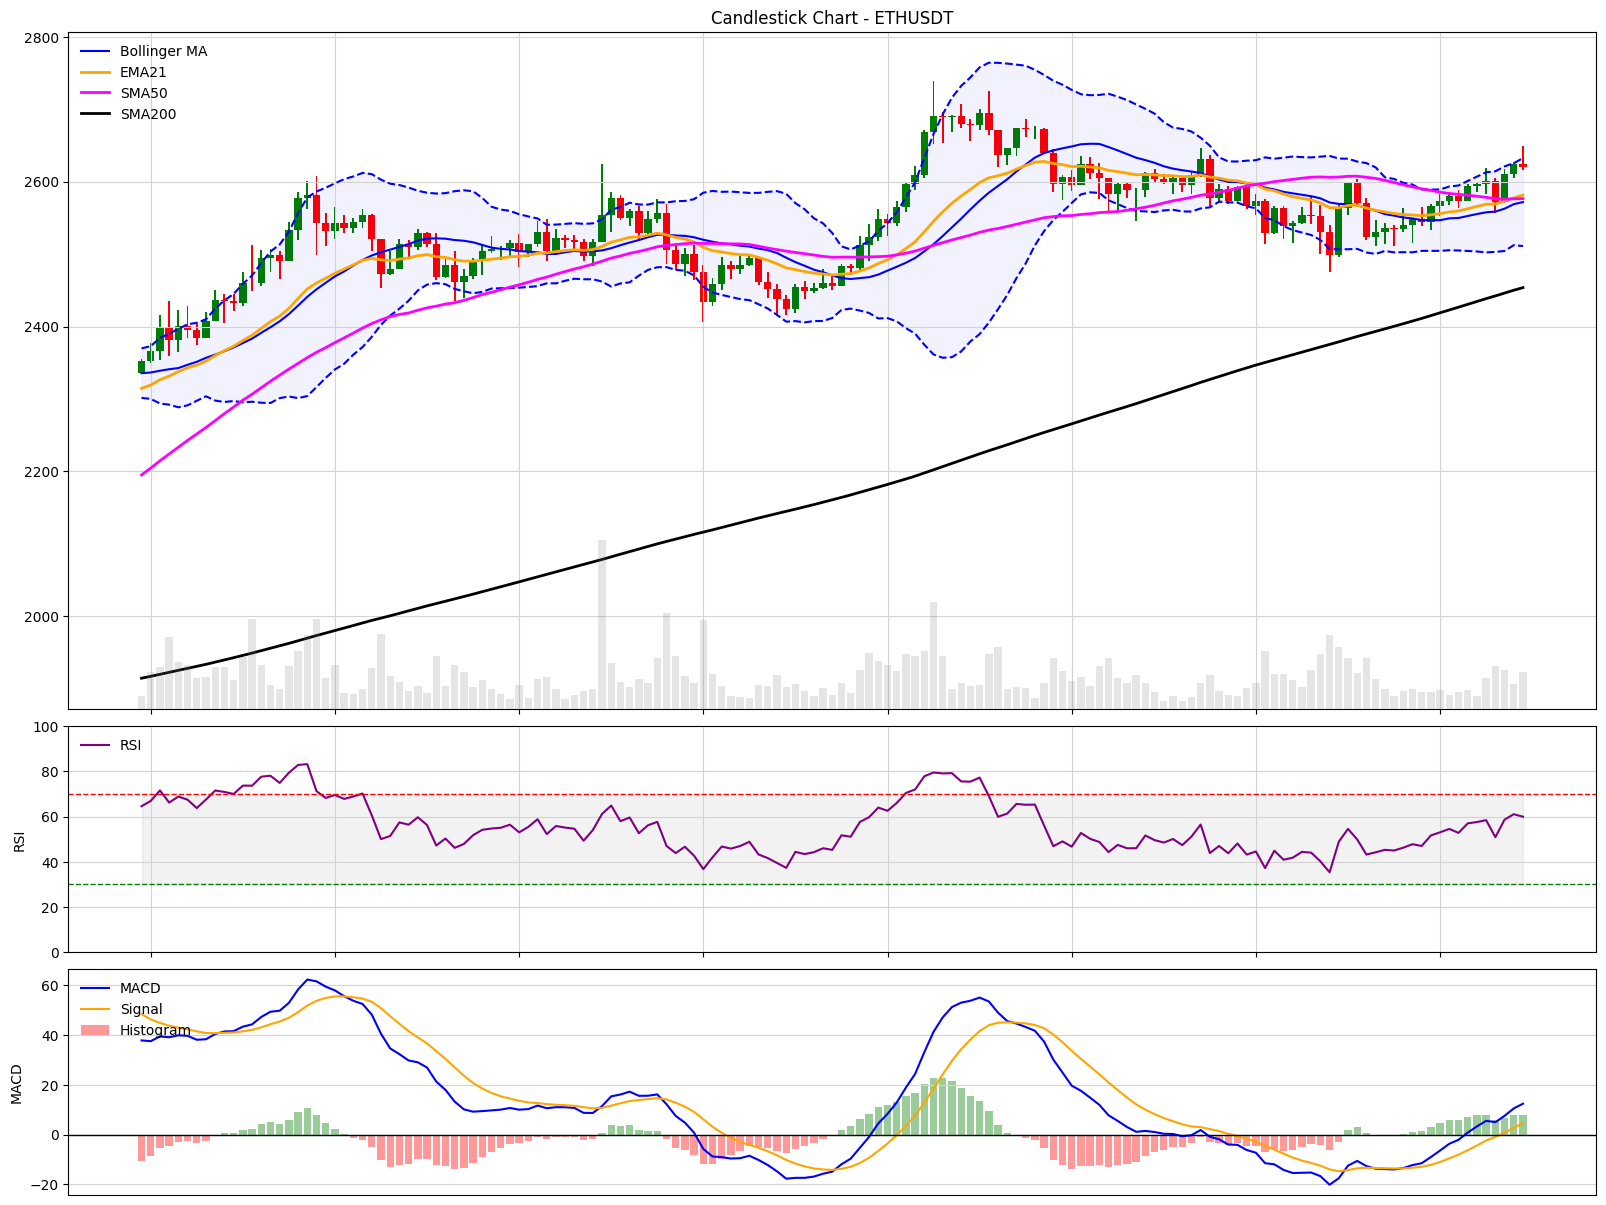 Candlestick Chart - ETHUSDT
2800
2600
2400
2200
2000
Bollinger MA
EMA21
SMA50
SMA200
100
80
60
40
20
0
RSI
RSI
60
40
20
0
−20
MACD
MACD
Signal
Histogram